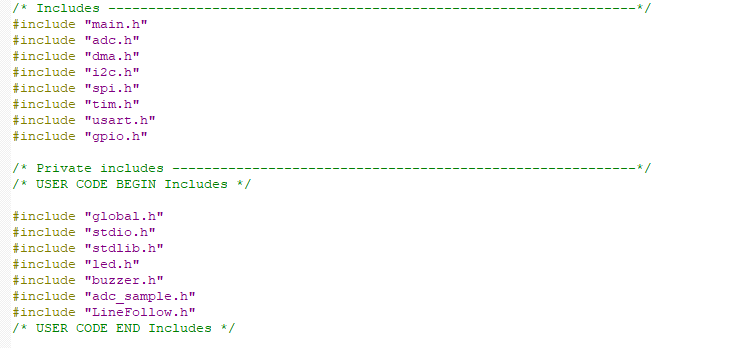 /* Includes ------------------------------------------------------------------*/
#include "main.h"
#include "adc.h"
#include "dma.h"
#include "i2c.h"
#include "spi.h"
#include "tim.h"
#include "usart.h"
#include "gpio.h"
/* Private includes ----------------------------------------------------------*/
/* USER CODE BEGIN Includes */
#include "global.h"
#include "stdio.h"
#include "stdlib.h"
#include "led.h"
#include "buzzer.h"
#include "adc_sample.h"
#include "LineFollow.h"
/* USER CODE END Includes */